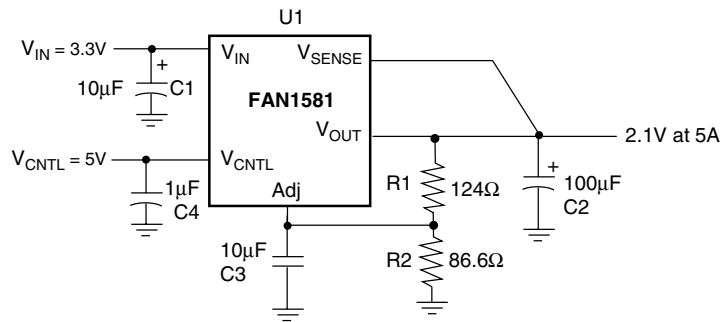 U1
V_IN = 3.3V
V_IN
V_SENSE
+
10µF
C1
FAN1581
V_OUT
2.1V at 5A
V_CNTL = 5V
V_CNTL
+
R1
124Ω
100µF
C2
1µF
C4
Adj
10µF
C3
R2
86.6Ω